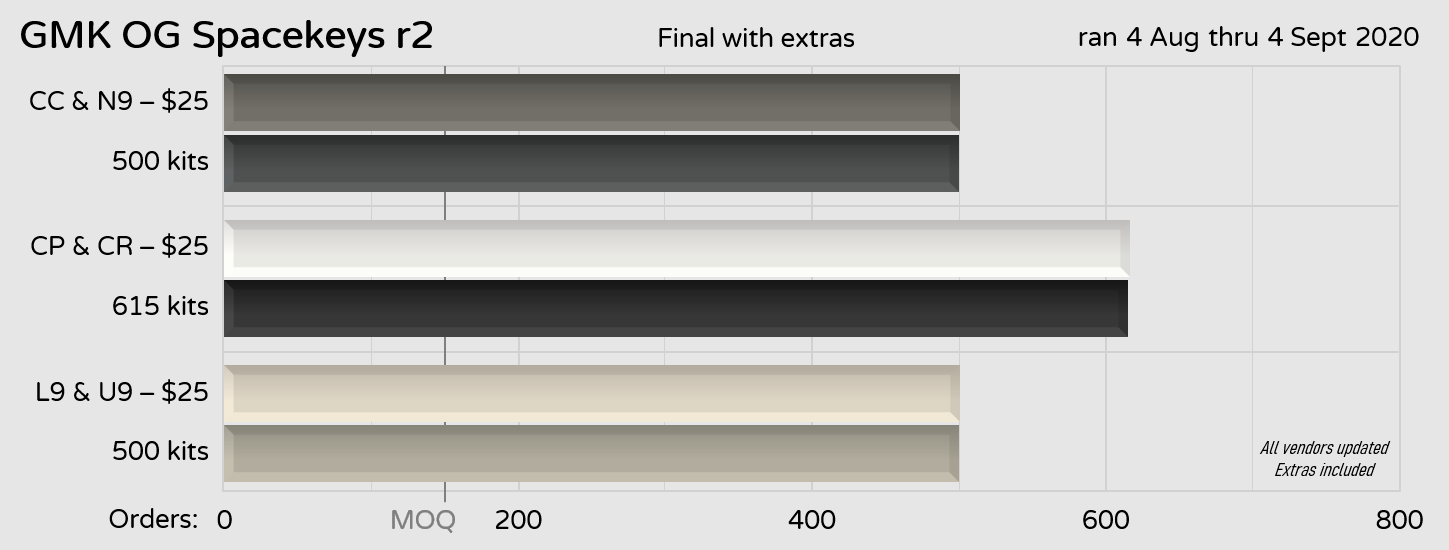 GMK OG Spacekeys r2
Final with extras
ran 4 Aug thru 4 Sept 2020
CC & N9 – $25
500 kits
CP & CR – $25
615 kits
L9 & U9 – $25
500 kits
All vendors updated
Extras included
Orders: 0 MOQ 200 400 600 800